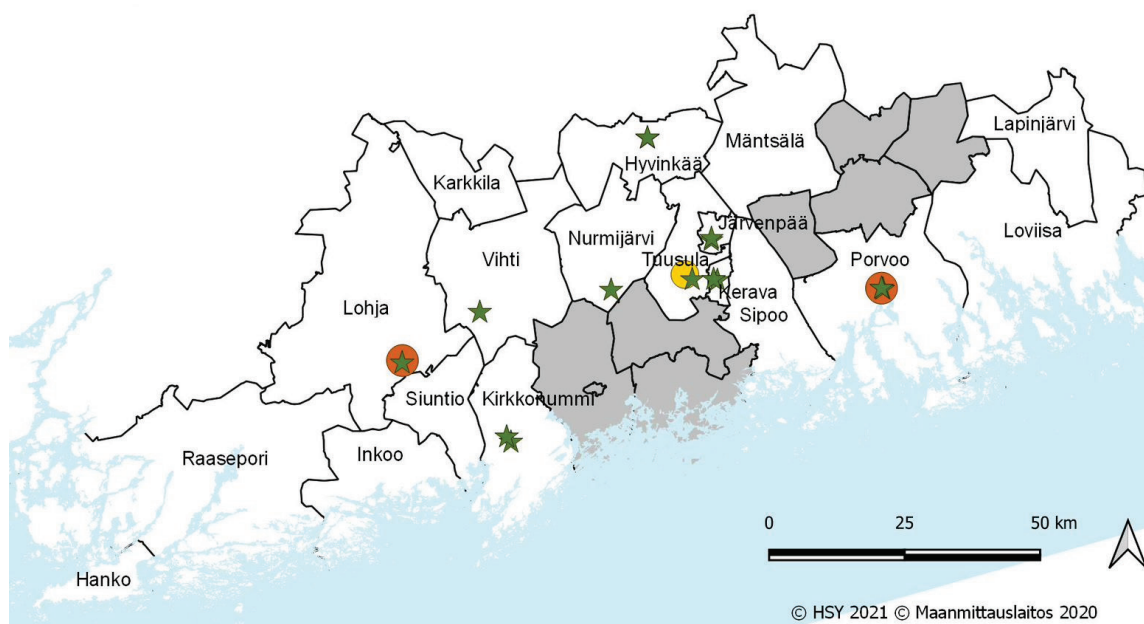 Lapinjärvi
Mäntsälä
Hyvinkää
Karkkila
Järvenpää
Loviisa
Nurmijärvi
Vihti
Tuusula
Porvoo
Kerava
Lohja
Sipoo
Siuntio
Kirkkonummi
Raasepori
Inkoo
0 25 50 km
Hanko
© HSY 2021 © Maanmittauslaitos 2020